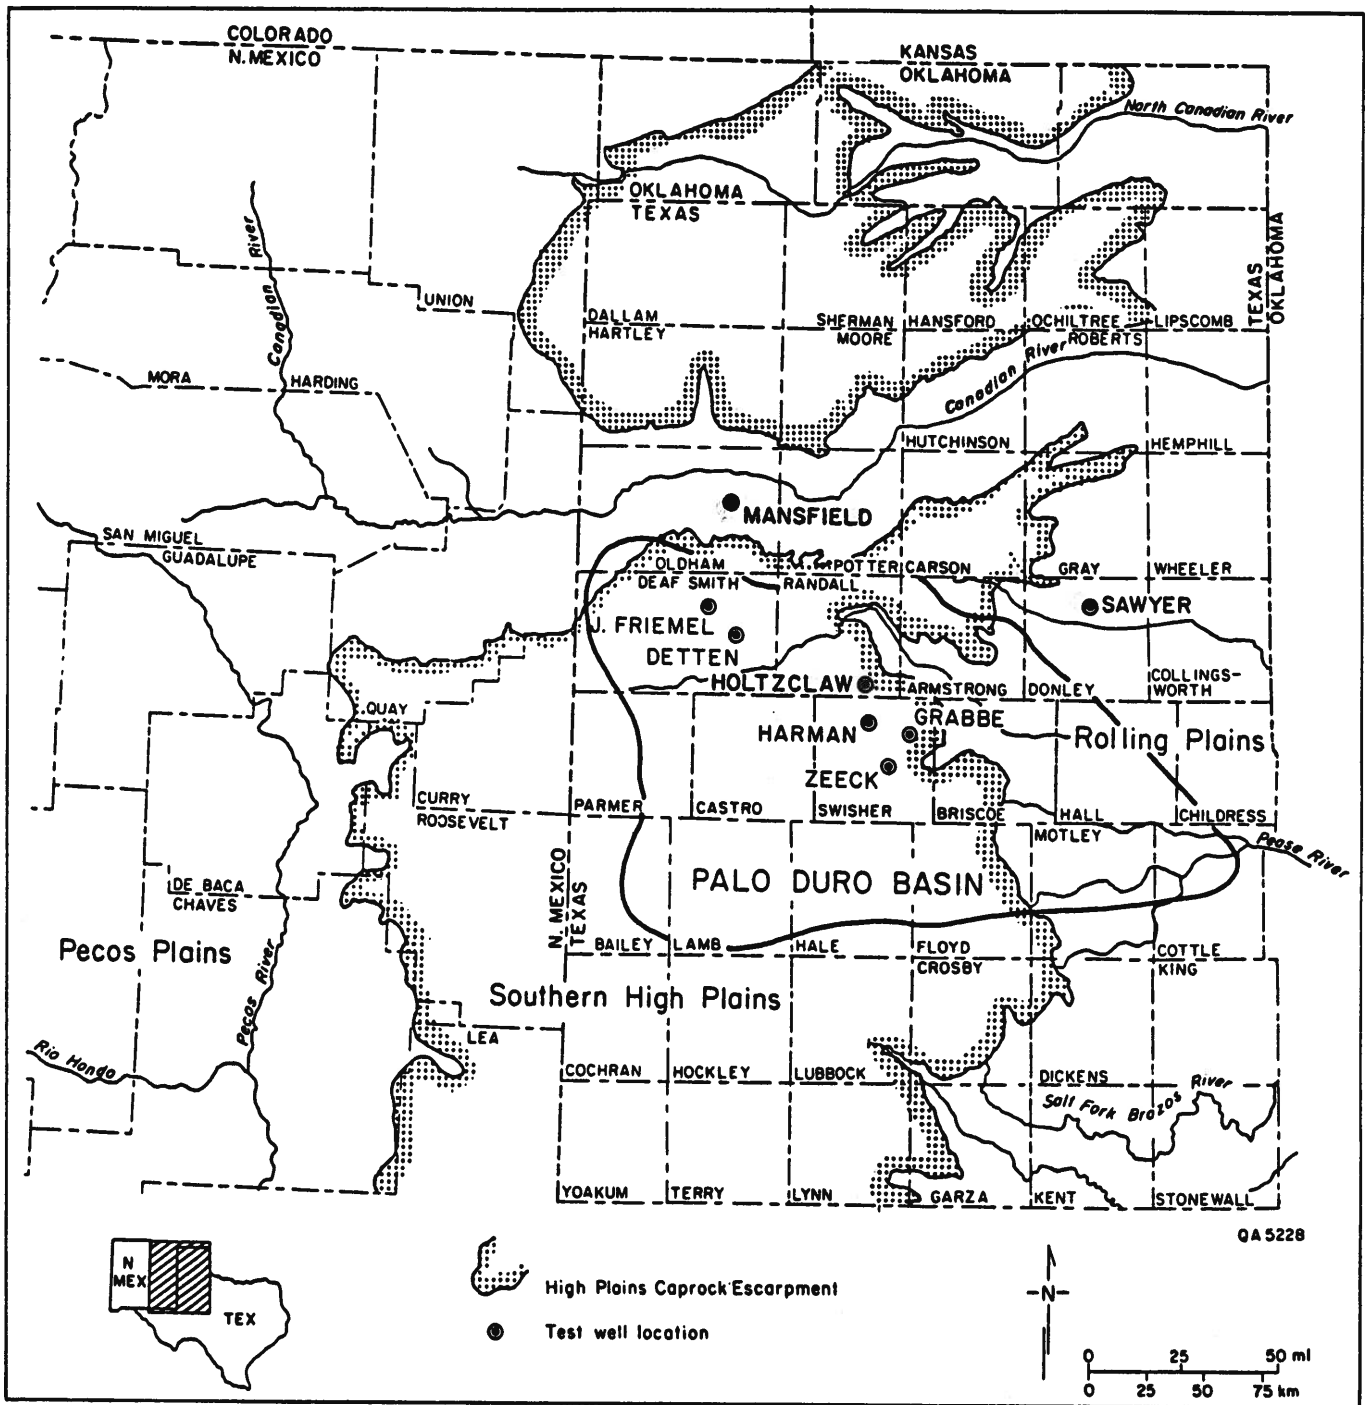 COLORADO
N. MEXICO
KANSAS
OKLAHOMA
North Canadian River
OKLAHOMA
TEXAS
TEXAS
OKLAHOMA
Canadian River
UNION
DALLAM
HARTLEY
SHERMAN
MOORE
HANSFORD
OCHILTREE
ROBERTS
LIPSCOMB
MORA
HARDING
Canadian River
HUTCHINSON
HEMPHILL
MANSFIELD
SAN MIGUEL
GUADALUPE
OLDHAM
DEAF SMITH
POTTER
RANDALL
CARSON
GRAY
WHEELER
SAWYER
J. FRIEMEL
DETTEN
HOLTZCLAW
ARMSTRONG
DONLEY
COLLINGS-
WORTH
QUAY
HARMAN
GRABBE
Rolling Plains
ZEECK
CURRY
ROOSEVELT
PARMER
CASTRO
SWISHER
BRISCOE
HALL
MOTLEY
CHILDRESS
Pease River
N. MEXICO
TEXAS
PALO DURO BASIN
DE BACA
CHAVES
Pecos Plains
Pecos River
BAILEY
LAMB
HALE
FLOYD
CROSBY
COTTLE
KING
Southern High Plains
LEA
Rio Hondo
COCHRAN
HOCKLEY
LUBBOCK
DICKENS
Salt Fork Brazos River
YOAKUM
TERRY
LYNN
GARZA
KENT
STONEWALL
QA 5228
N
MEX
TEX
High Plains Caprock Escarpment
Test well location
N
0 25 50 mi
0 25 50 75 km